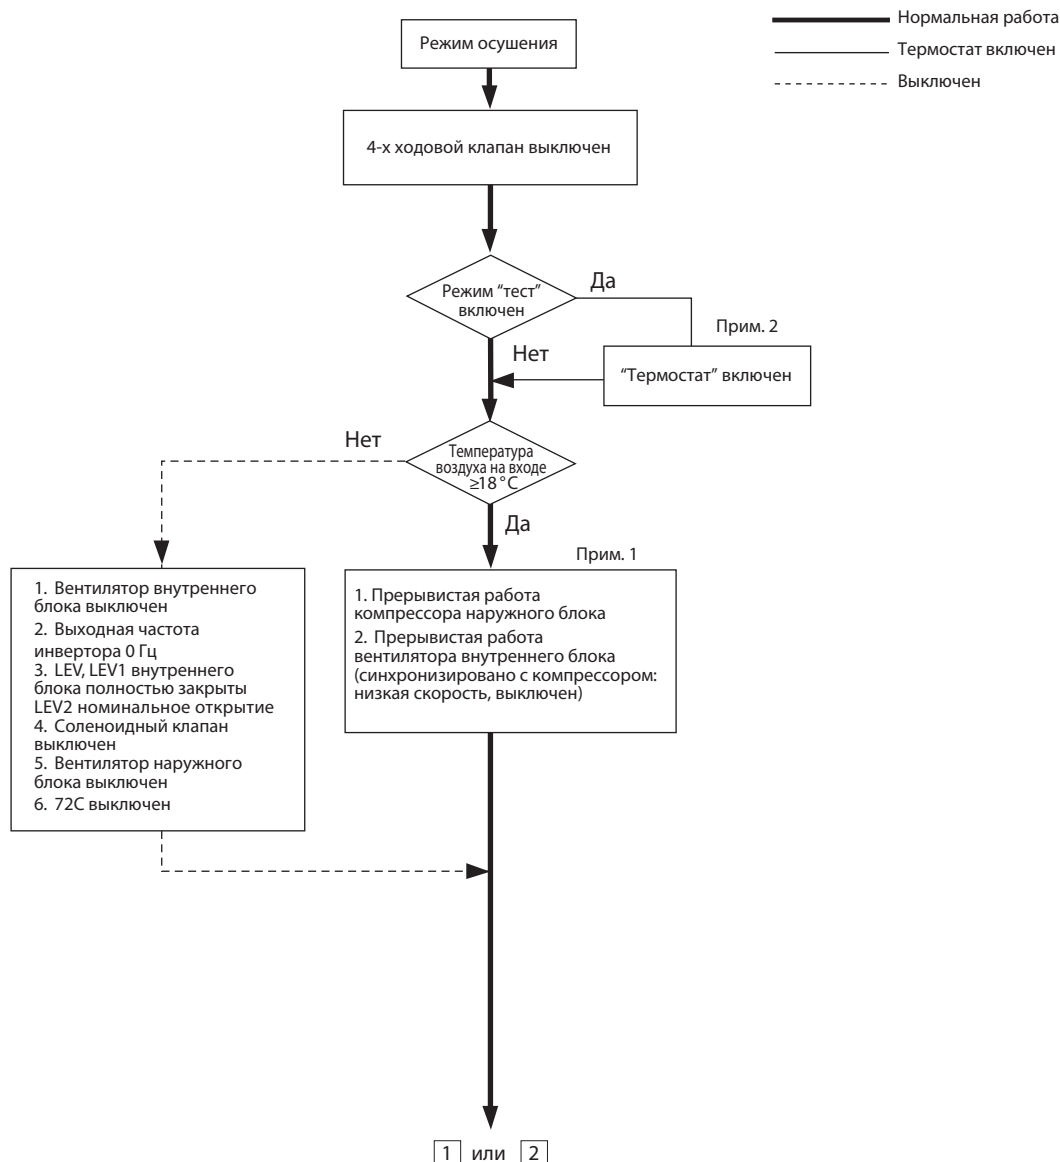 Нормальная работа
Термостат включен
Выключен
Режим осушения
4-х ходовой клапан выключен
Режим “тест”
включен
Да
Прим. 2
Нет
“Термостат” включен
Нет
Температура
воздуха на входе
≥18°C
Да
Прим. 1
1. Вентилятор внутреннего
блока выключен
2. Выходная частота
инвертора 0 Гц
3. LEV, LEV1 внутреннего
блока полностью закрыты
LEV2 номинальное открытие
4. Соленоидный клапан
выключен
5. Вентилятор наружного
блока выключен
6. 72С выключен
1. Прерывистая работа
компрессора наружного блока
2. Прерывистая работа
вентилятора внутреннего блока
(синхронизировано с компрессором:
низкая скорость, выключен)
1 или 2